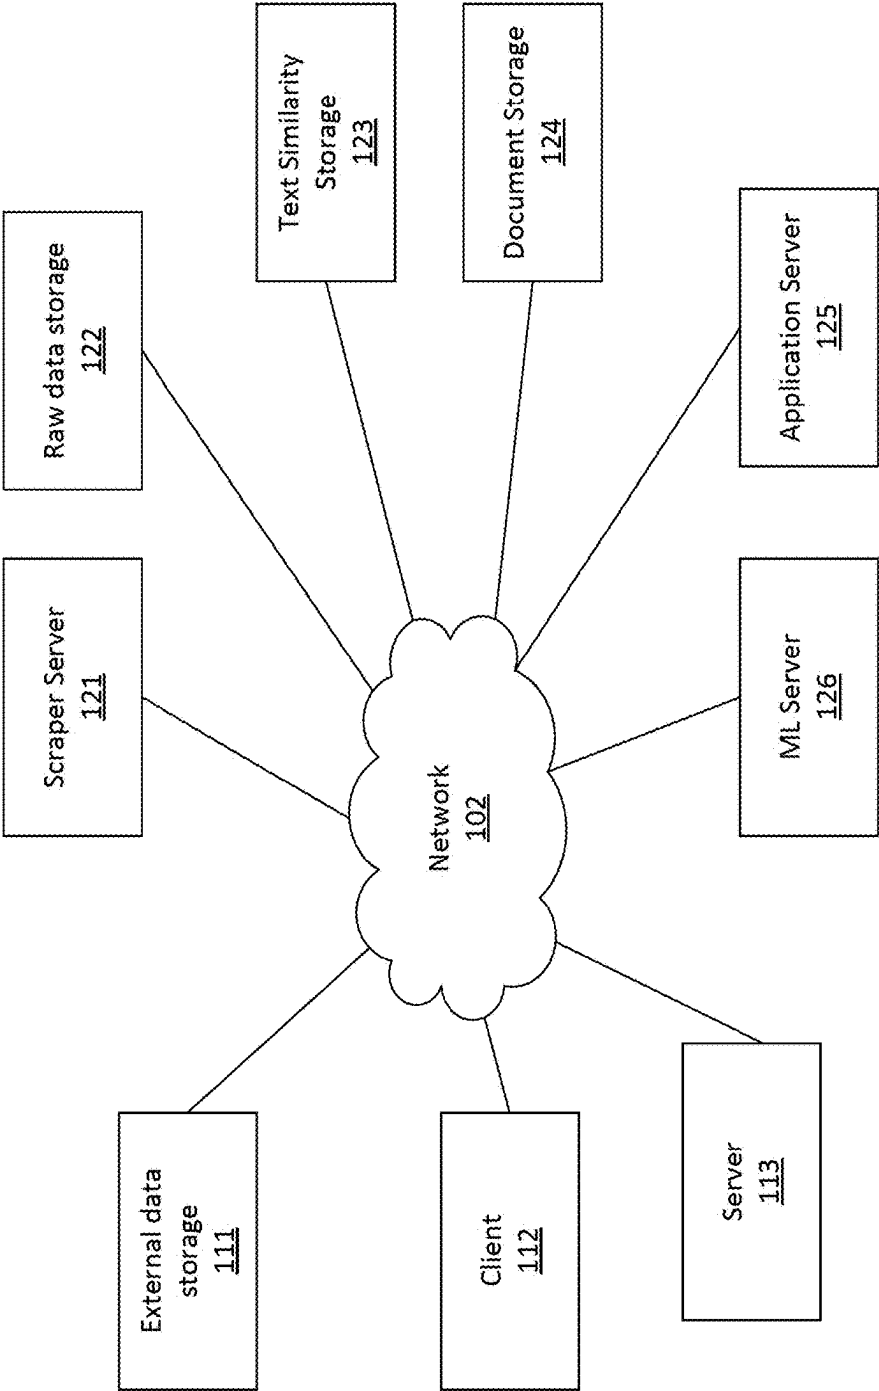 External data
storage
111
Client
112
Server
113
Scraper Server
121
Raw data storage
122
Text Similarity
Storage
123
Document Storage
124
Application Server
125
ML Server
126
Network
102